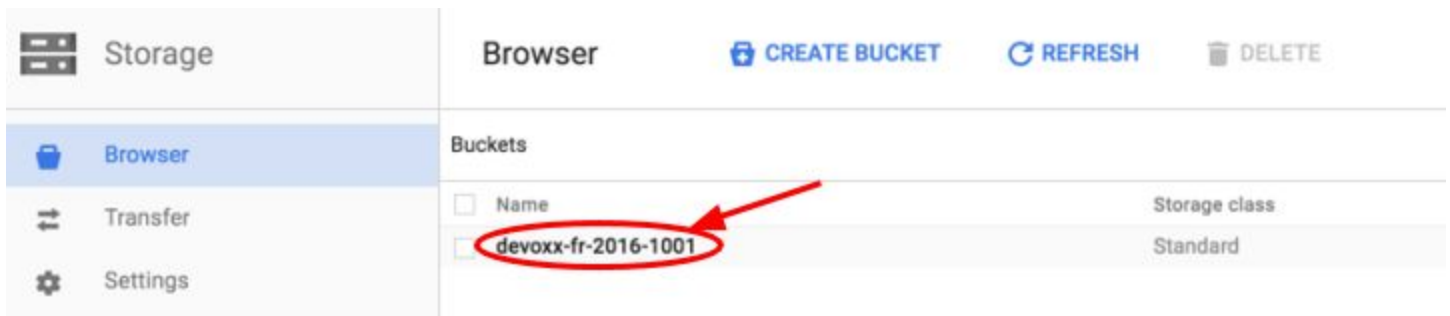 Storage
Browser CREATE BUCKET REFRESH DELETE
Browser
Transfer
Settings
Buckets
Name Storage class
devoxx-fr-2016-1001 Standard